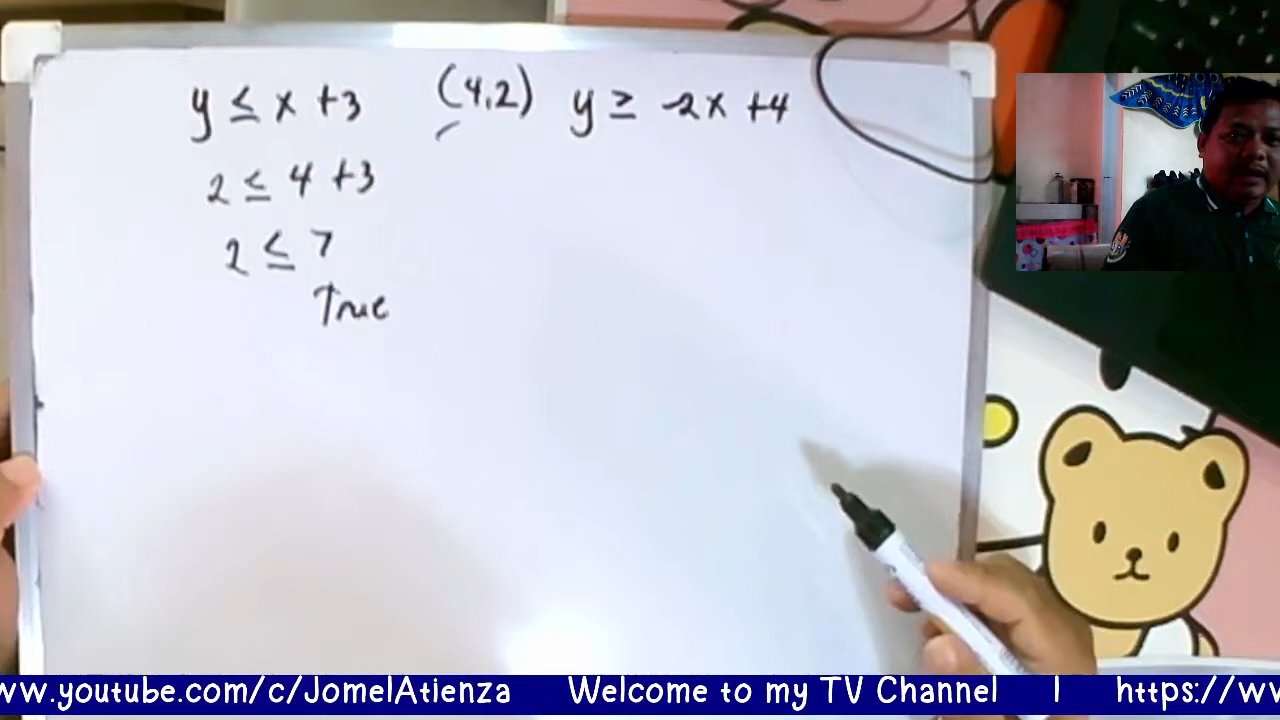 y ≤ x + 3 (4,2) y ≥ -2x + 4
2 ≤ 4 + 3
2 ≤ 7
True
ww.youtube.com/c/JomelAtienza Welcome to my TV Channel | https://ww